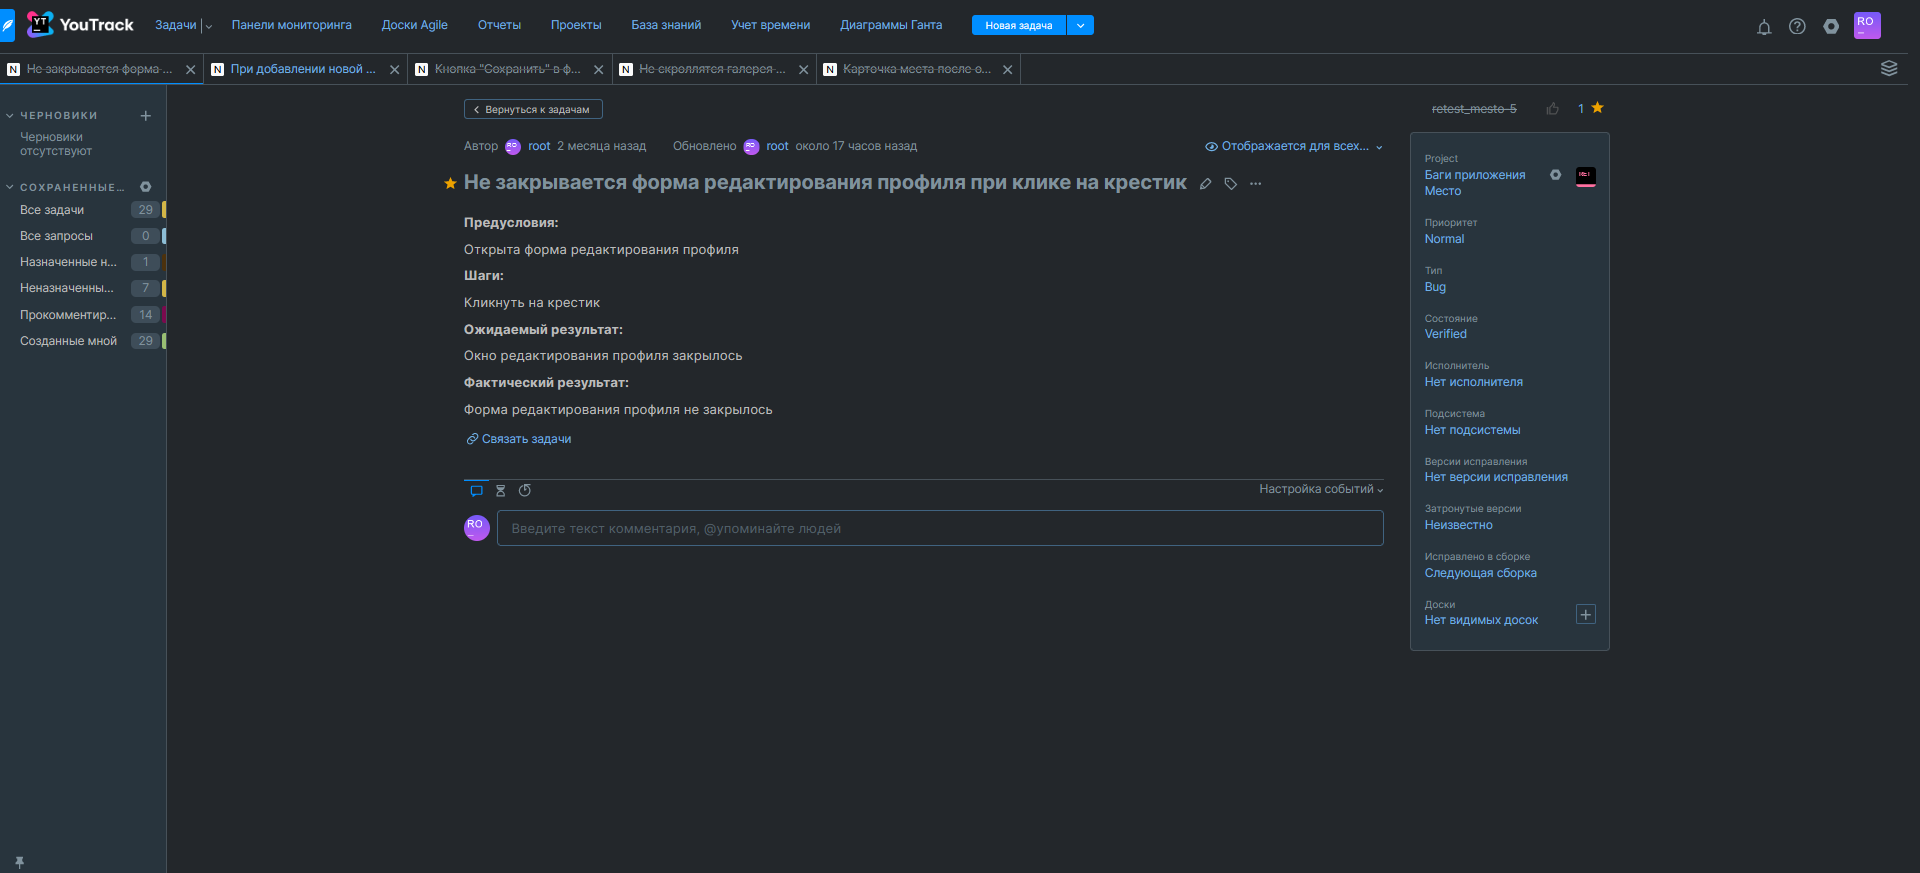 YT YouTrack Задачи Панели мониторинга Доски Agile Отчеты Проекты База знаний Учет времени Диаграммы Ганта Новая задача RO
N Не закрывается форма ... N При добавлении новой ... N Кнопка "Сохранить" в ф... N Не скроллятся галерея ... N Карточка места после о...
ЧЕРНОВИКИ
Черновики
отсутствуют
СОХРАНЕННЫЕ...
Все задачи 29
Все запросы 0
Назначенные н... 1
Неназначенны... 7
Прокомментир... 14
Созданные мной 29
Вернуться к задачам
retest_mesto-5 1
Автор RO root 2 месяца назад Обновлено RO root около 17 часов назад Отображается для всех...
Не закрывается форма редактирования профиля при клике на крестик
Предусловия:
Открыта форма редактирования профиля
Шаги:
Кликнуть на крестик
Ожидаемый результат:
Окно редактирования профиля закрылось
Фактический результат:
Форма редактирования профиля не закрылось
Связать задачи
Настройка событий
RO Введите текст комментария, @упоминайте людей
Project
Баги приложения
Место
RET
Приоритет
Normal
Тип
Bug
Состояние
Verified
Исполнитель
Нет исполнителя
Подсистема
Нет подсистемы
Версии исправления
Нет версии исправления
Затронутые версии
Неизвестно
Исправлено в сборке
Следующая сборка
Доски
Нет видимых досок